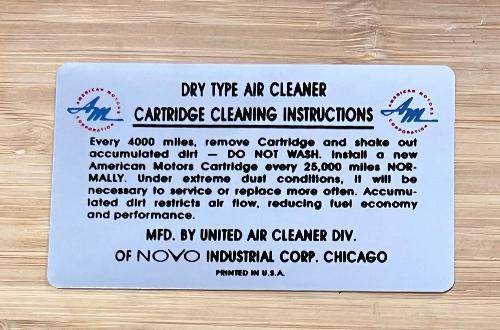 DRY TYPE AIR CLEANER
CARTRIDGE CLEANING INSTRUCTIONS
AMERICAN MOTORS
AM
CORPORATION
AMERICAN MOTORS
AM
CORPORATION
Every 4000 miles, remove Cartridge and shake out
accumulated dirt — DO NOT WASH. Install a new
American Motors Cartridge every 25,000 miles NOR-
MALLY. Under extreme dust conditions, it will be
necessary to service or replace more often. Accumu-
lated dirt restricts air flow, reducing fuel economy
and performance.
MFD. BY UNITED AIR CLEANER DIV.
OF NOVO INDUSTRIAL CORP. CHICAGO
PRINTED IN U.S.A.